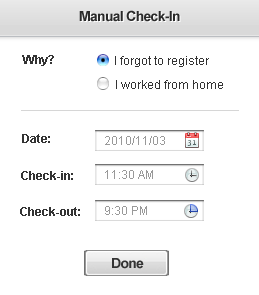 Manual Check-In
Why? I forgot to register
I worked from home
Date: 2010/11/03 31
Check-in: 11:30 AM
Check-out: 9:30 PM
Done